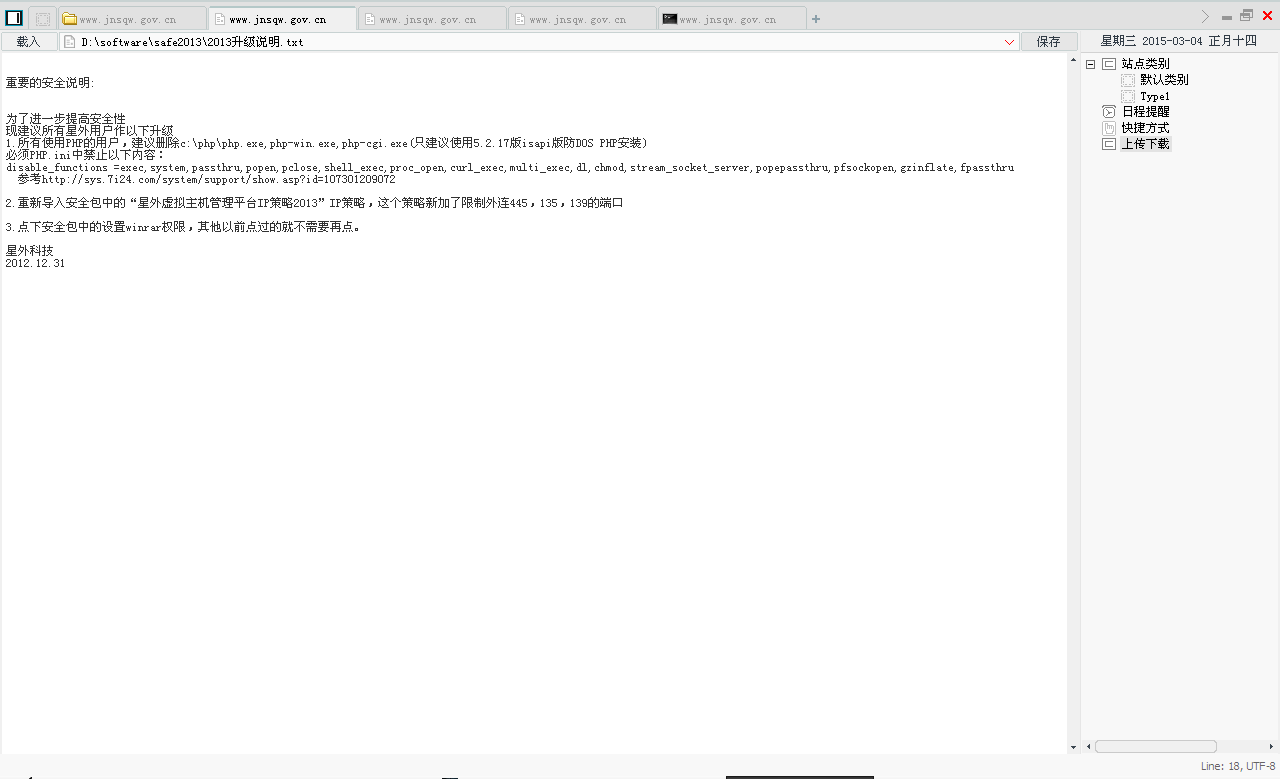 www.jnsqw.gov.cn
www.jnsqw.gov.cn
www.jnsqw.gov.cn
www.jnsqw.gov.cn
www.jnsqw.gov.cn
载入
D:\software\safe2013\2013升级说明.txt
保存
星期三 2015-03-04 正月十四
重要的安全说明:
为了进一步提高安全性
现建议所有星外用户作以下升级
1.所有使用PHP的用户，建议删除c:\php\php.exe,php-win.exe,php-cgi.exe(只建议使用5.2.17版isapi版防DOS PHP安装)
必须PHP.ini中禁止以下内容：
disable_functions =exec,system,passthru,popen,pclose,shell_exec,proc_open,curl_exec,multi_exec,dl,chmod,stream_socket_server,popepassthru,pfsockopen,gzinflate,fpassthru
参考http://sys.7i24.com/system/support/show.asp?id=107301209072
2.重新导入安全包中的“星外虚拟主机管理平台IP策略2013”IP策略，这个策略新加了限制外连445，135，139的端口
3.点下安全包中的设置winrar权限，其他以前点过的就不需要再点。
星外科技
2012.12.31
站点类别
默认类别
Type1
日程提醒
快捷方式
上传下载
Line: 18, UTF-8